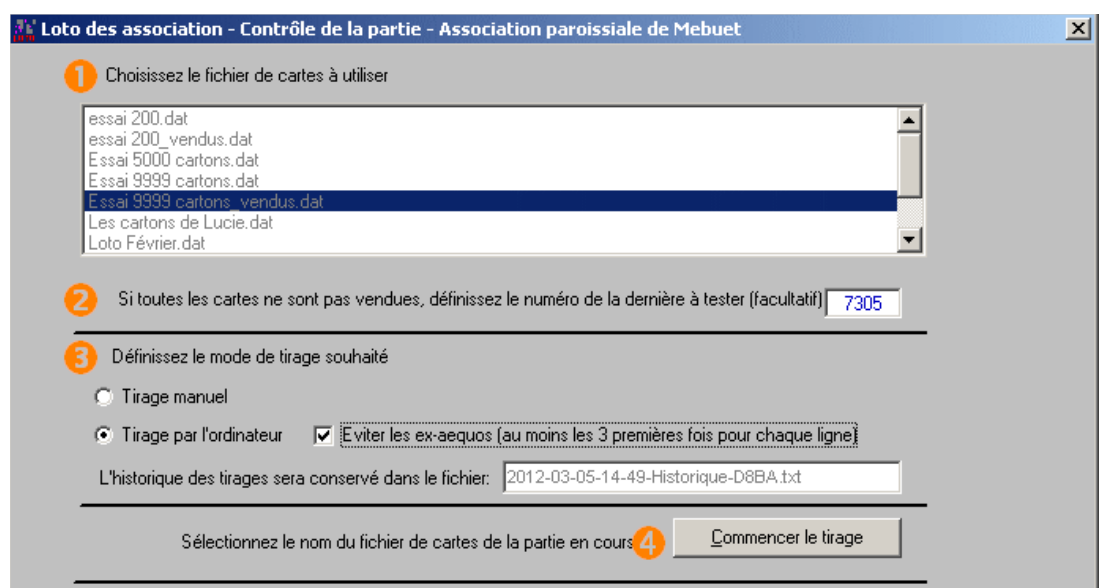 Loto des association - Contrôle de la partie - Association paroissiale de Mebuet
1 Choisissez le fichier de cartes à utiliser
essai 200.dat
essai 200_vendus.dat
Essai 5000 cartons.dat
Essai 9999 cartons.dat
Essai 9999 cartons_vendus.dat
Les cartons de Lucie.dat
Loto Février.dat
2 Si toutes les cartes ne sont pas vendues, définissez le numéro de la dernière à tester (facultatif) 7305
3 Définissez le mode de tirage souhaité
Tirage manuel
Tirage par l'ordinateur Eviter les ex-aequos (au moins les 3 premières fois pour chaque ligne)
L'historique des tirages sera conservé dans le fichier: 2012-03-05-14-49-Historique-D8BA.txt
Sélectionnez le nom du fichier de cartes de la partie en cours 4 Commencer le tirage